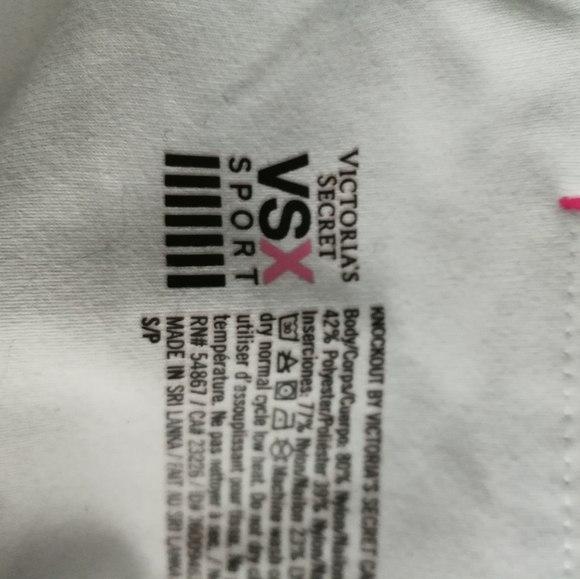 VICTORIA'S
SECRET
VSX
SPORT
KNOCKOUT BY VICTORIA'S SECRET
Body/Corps/Cuerpo: 80% Nylon/Nailon
42% Polyester/Poliéster 39% Nylon
Inserciones: 77% Nylon/Nailon 23%
30 Machine wash
dry normal cycle low heat. Do not dry
utiliser d'assouplissant pour tissus. No
température. Ne pas nettoyer à sec. /
RN# 54867 / CA# 23226 /
MADE IN SRI LANKA / FAIT AU SRI LANKA
S/P